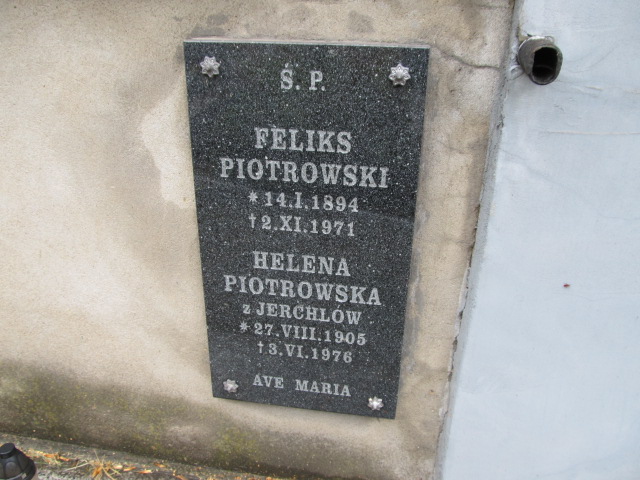 Ś. P.
FELIKS
PIOTROWSKI
* 14.I.1894
† 2.XI.1971
HELENA
PIOTROWSKA
z JERCHLÓW
* 27.VIII.1905
† 3.VI.1976
AVE MARIA